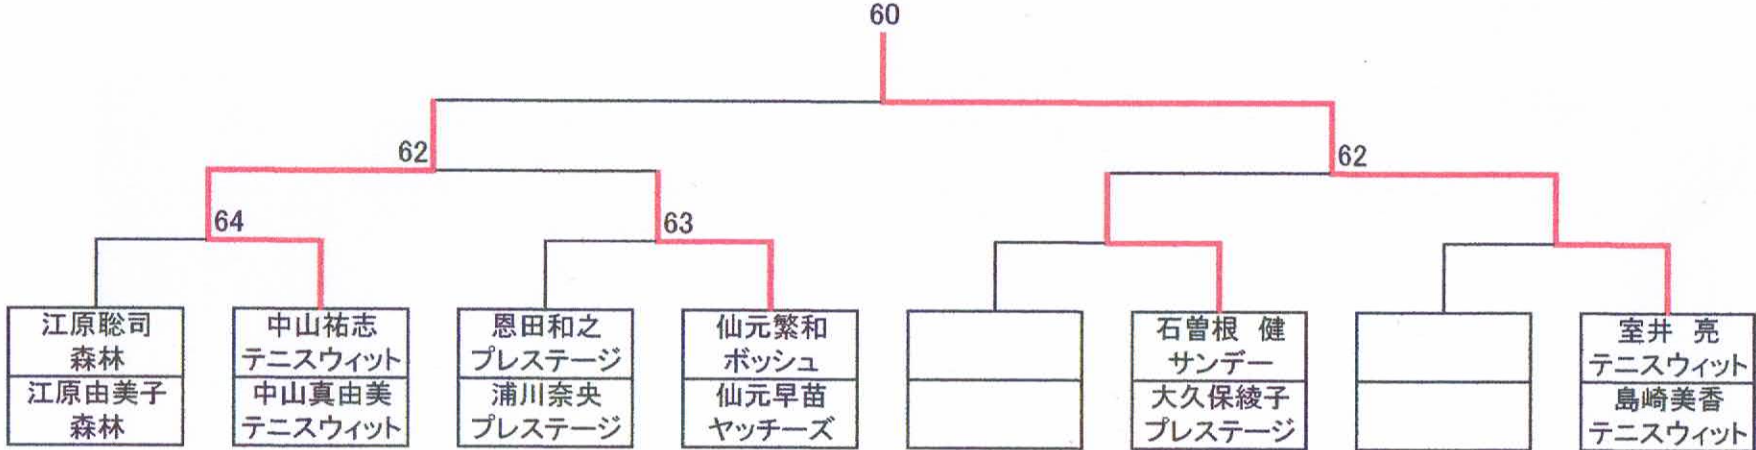 60
62
62
64
63
江原聡司
森林
江原由美子
森林
中山祐志
テニスウィット
中山真由美
テニスウィット
恩田和之
プレステージ
浦川奈央
プレステージ
仙元繁和
ボッシュ
仙元早苗
ヤッチーズ
石曽根 健
サンデー
大久保綾子
プレステージ
室井 亮
テニスウィット
島崎美香
テニスウィット